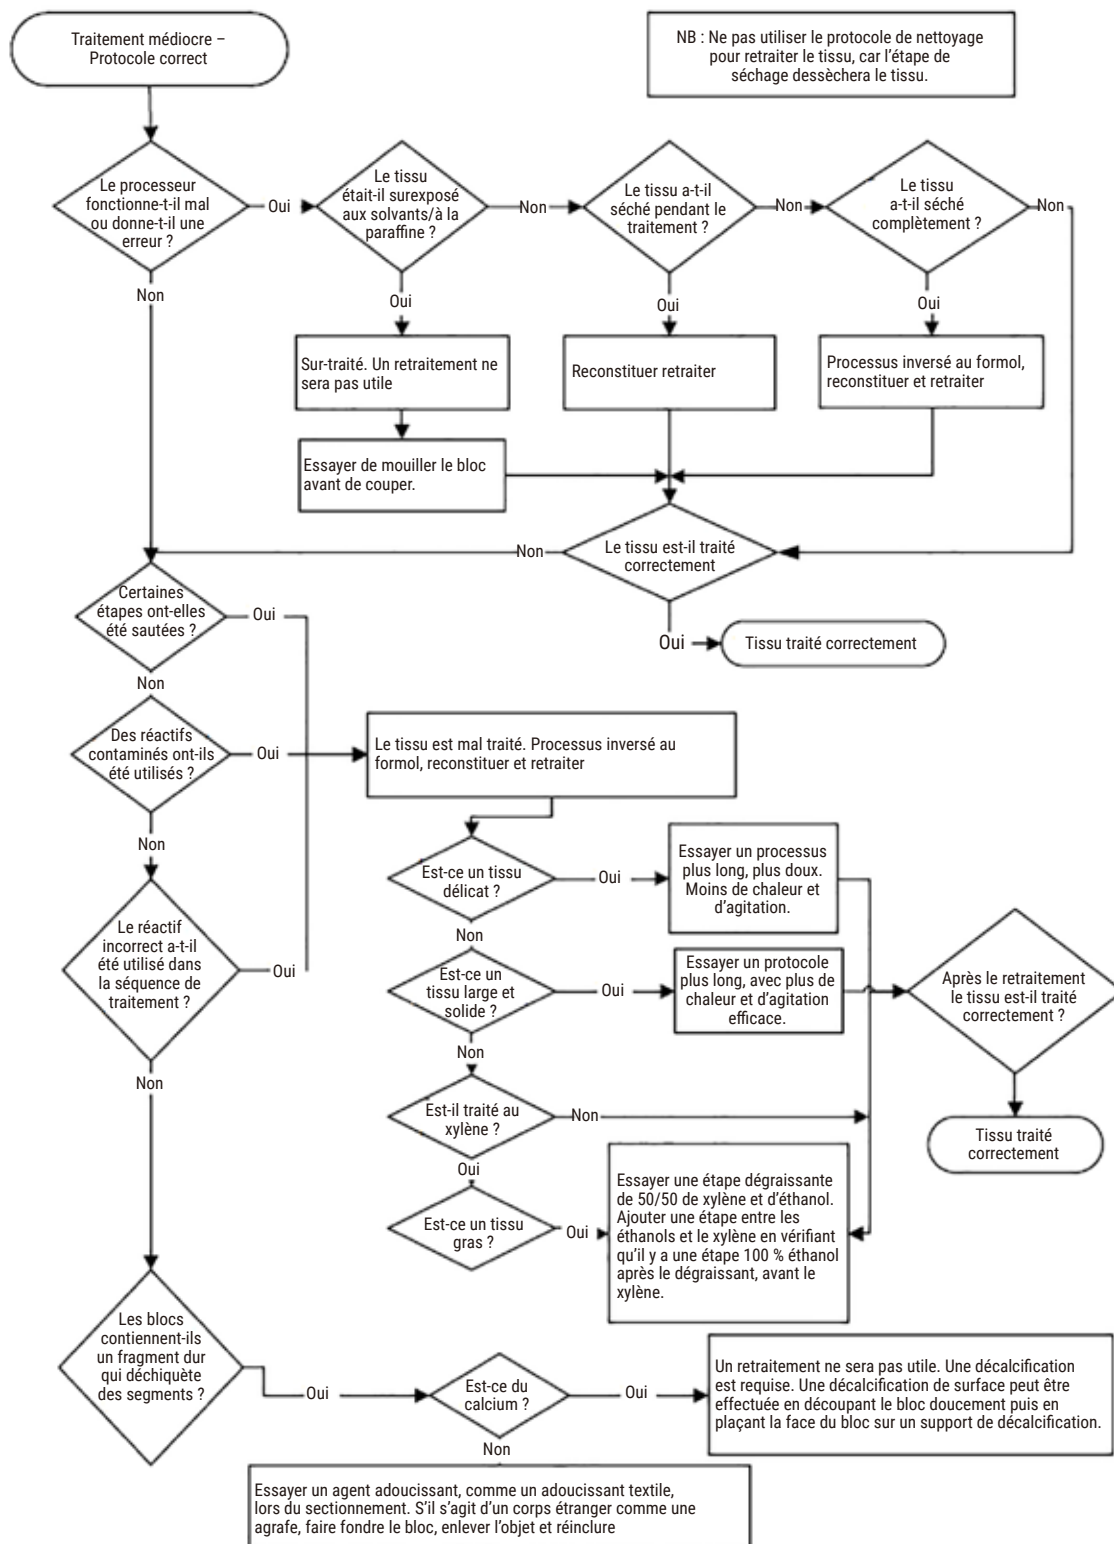 Traitement médiocre –
Protocole correct
NB : Ne pas utiliser le protocole de nettoyage
pour retraiter le tissu, car l'étape de
séchage dessèchera le tissu.
Le processeur
fonctionne-t-il mal
ou donne-t-il une
erreur ?
Oui
Le tissu
était-il surexposé
aux solvants/à la
paraffine ?
Non
Le tissu a-t-il
séché pendant le
traitement ?
Non
Le tissu
a-t-il séché
complètement ?
Non
Non
Oui
Oui
Oui
Sur-traité. Un retraitement ne
sera pas utile
Reconstituer retraiter
Processus inversé au formol,
reconstituer et retraiter
Essayer de mouiller le bloc
avant de couper.
Non
Le tissu est-il traité
correctement
Oui
Tissu traité correctement
Certaines
étapes ont-elles
été sautées ?
Oui
Non
Des réactifs
contaminés ont-ils
été utilisés ?
Oui
Le tissu est mal traité. Processus inversé au
formol, reconstituer et retraiter
Non
Le réactif
incorrect a-t-il
été utilisé dans
la séquence de
traitement ?
Oui
Non
Est-ce un tissu
délicat ?
Oui
Essayer un processus
plus long, plus doux.
Moins de chaleur et
d'agitation.
Non
Est-ce un
tissu large et
solide ?
Oui
Essayer un protocole
plus long, avec plus de
chaleur et d'agitation
efficace.
Après le retraitement
le tissu est-il traité
correctement ?
Non
Est-il traité au
xylène ?
Non
Tissu traité
correctement
Oui
Est-ce un tissu
gras ?
Oui
Essayer une étape dégraissante
de 50/50 de xylène et d'éthanol.
Ajouter une étape entre les
éthanols et le xylène en vérifiant
qu'il y a une étape 100 % éthanol
après le dégraissant, avant le
xylène.
Les blocs
contiennent-ils
un fragment dur
qui déchiquète
des segments ?
Oui
Est-ce du
calcium ?
Oui
Un retraitement ne sera pas utile. Une décalcification
est requise. Une décalcification de surface peut être
effectuée en découpant le bloc doucement puis en
plaçant la face du bloc sur un support de décalcification.
Non
Essayer un agent adoucissant, comme un adoucissant textile,
lors du sectionnement. S'il s'agit d'un corps étranger comme une
agrafe, faire fondre le bloc, enlever l'objet et réinclure